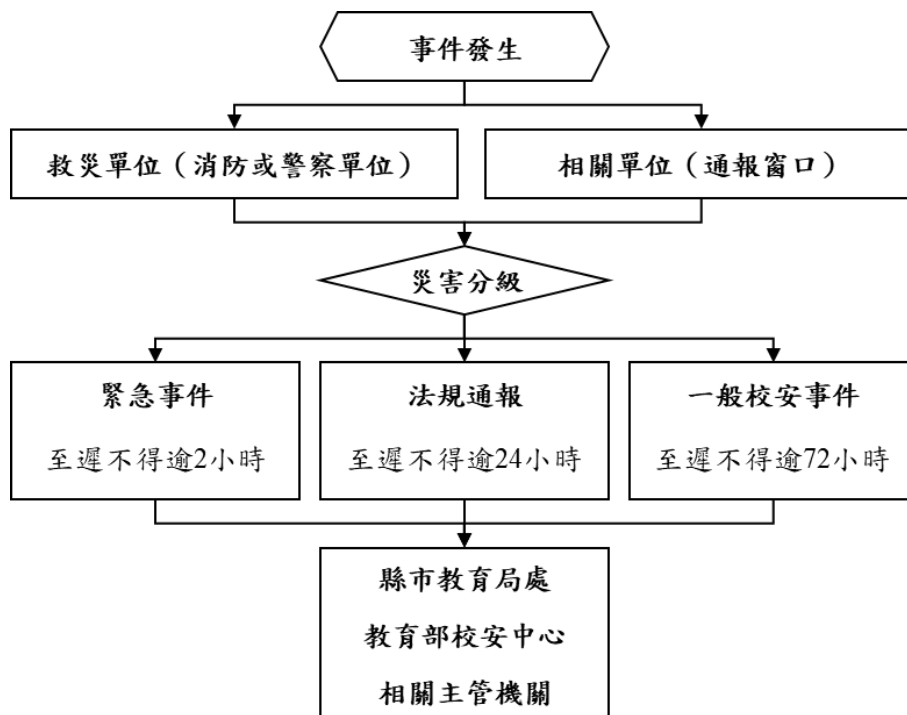 事件發生
救災單位（消防或警察單位）
相關單位（通報窗口）
災害分級
緊急事件
至遲不得逾2小時
法規通報
至遲不得逾24小時
一般校安事件
至遲不得逾72小時
縣市教育局處
教育部校安中心
相關主管機關